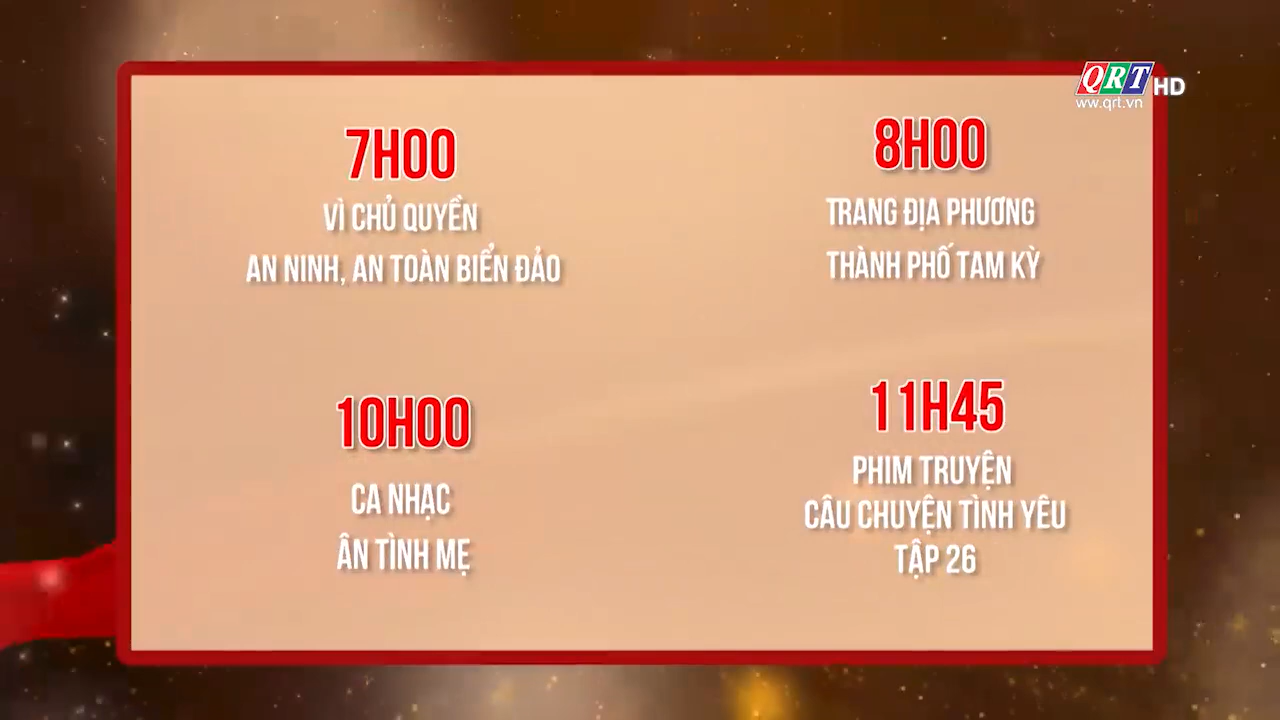 QRT HD
ww.qrt.vn
7H00
VÌ CHỦ QUYỀN
AN NINH, AN TOÀN BIỂN ĐẢO
8H00
TRANG ĐỊA PHƯƠNG
THÀNH PHỐ TAM KỲ
10H00
CA NHẠC
ÂN TÌNH MẸ
11H45
PHIM TRUYỆN
CÂU CHUYỆN TÌNH YÊU
TẬP 26